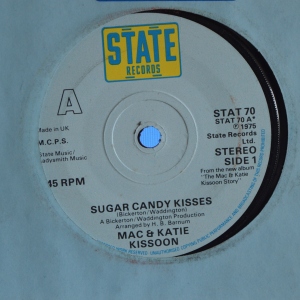 STATE
RECORDS
A
STAT 70
STAT 70 A*
℗ 1975
State Records
Ltd.
STEREO
SIDE 1
From the new album
"The Mac & Katie
Kissoon Story"
Made in UK
M.C.P.S.
State Music/
Ladysmith Music
45 RPM
SUGAR CANDY KISSES
(Bickerton/Waddington)
A Bickerton/Waddington Production
Arranged by H. B. Barnum
MAC & KATIE
KISSOON